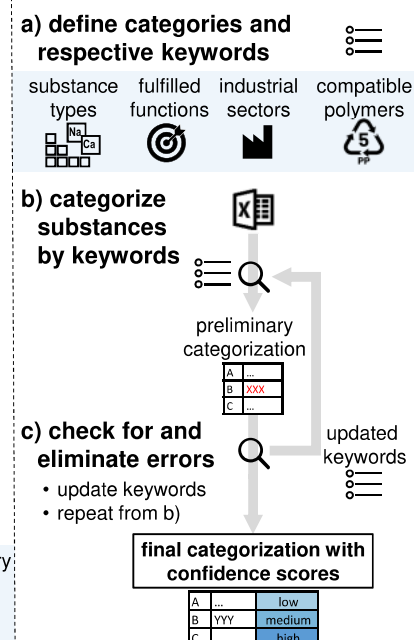 a) define categories and
respective keywords
substance types
fulfilled functions
industrial sectors
compatible polymers
Na
Ca
5
PP
b) categorize
substances
by keywords
X
preliminary
categorization
A ...
B XXX
C ...
c) check for and
eliminate errors
• update keywords
• repeat from b)
updated
keywords
final categorization with
confidence scores
A ... low
B YYY medium
C high